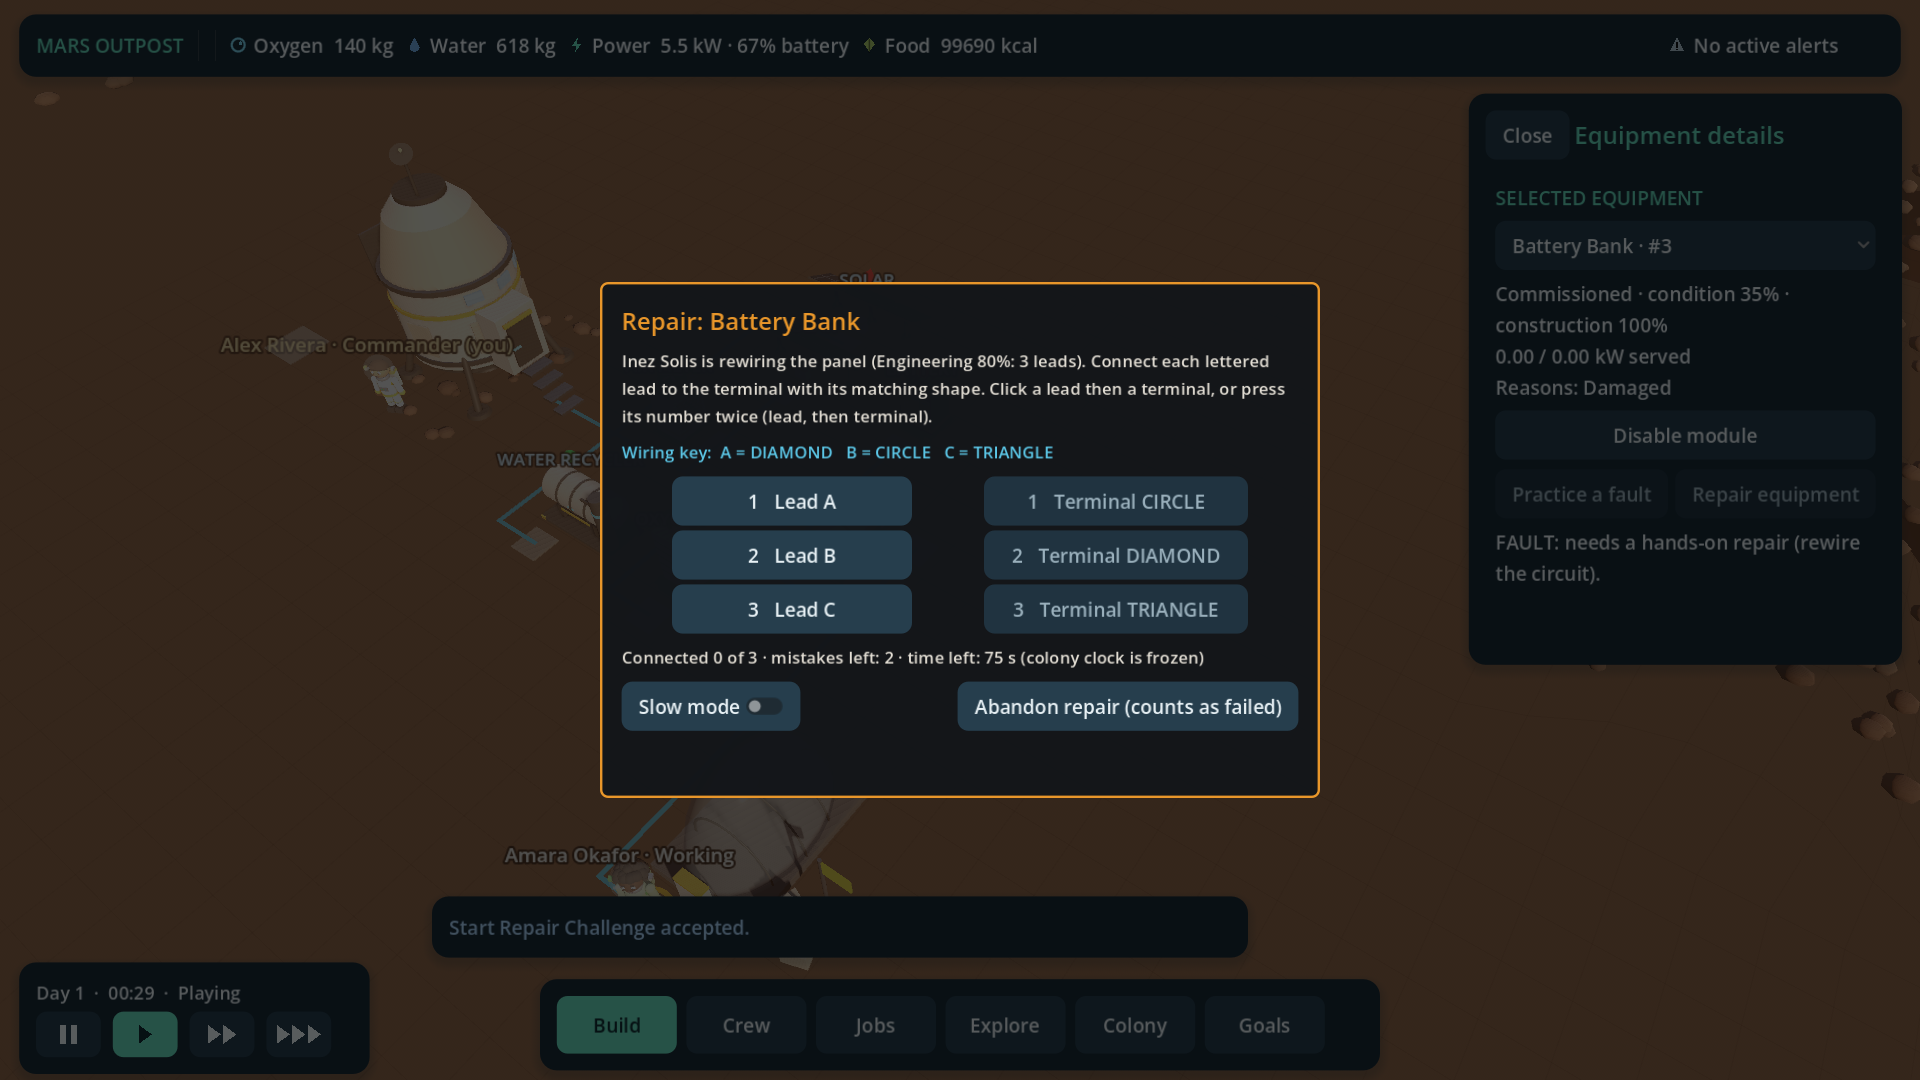 MARS OUTPOST
Oxygen 140 kg
Water 618 kg
Power 5.5 kW · 67% battery
Food 99690 kcal
No active alerts
Close
Equipment details
SELECTED EQUIPMENT
Battery Bank · #3
Commissioned · condition 35% ·
construction 100%
0.00 / 0.00 kW served
Reasons: Damaged
Disable module
Practice a fault
Repair equipment
FAULT: needs a hands-on repair (rewire
the circuit).
SOLAR
Alex Rivera · Commander (you)
WATER RECY
Repair: Battery Bank
Inez Solis is rewiring the panel (Engineering 80%: 3 leads). Connect each lettered
lead to the terminal with its matching shape. Click a lead then a terminal, or press
its number twice (lead, then terminal).
Wiring key: A = DIAMOND B = CIRCLE C = TRIANGLE
1 Lead A
1 Terminal CIRCLE
2 Lead B
2 Terminal DIAMOND
3 Lead C
3 Terminal TRIANGLE
Connected 0 of 3 · mistakes left: 2 · time left: 75 s (colony clock is frozen)
Slow mode
Abandon repair (counts as failed)
Amara Okafor · Working
Start Repair Challenge accepted.
Day 1 · 00:29 · Playing
Build
Crew
Jobs
Explore
Colony
Goals